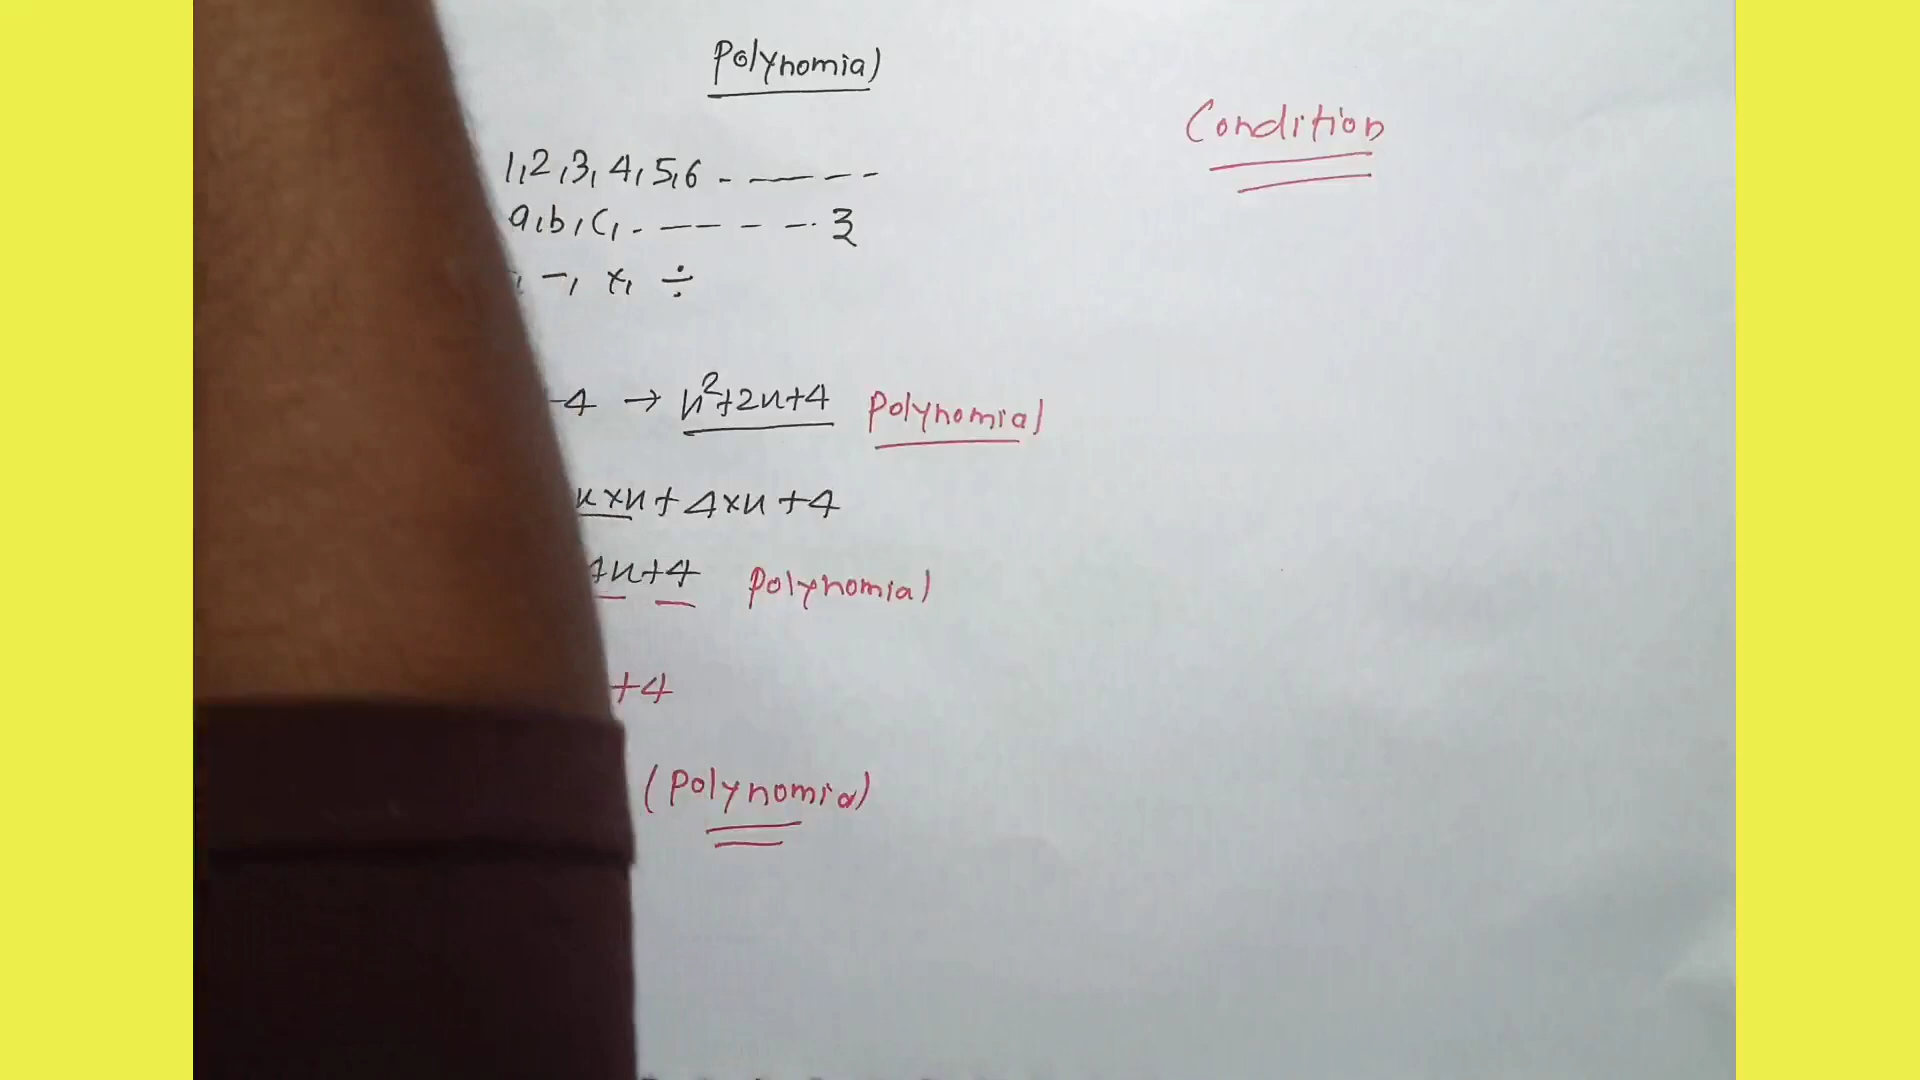 Polynomial
Condition
1,2,3,4,5,6 - — — - -
a,b,c, - — — - - - z
, -, ×, ÷
-4 → x²+2x+4 Polynomial
x×x+4×x+4
4x+4 Polynomial
+4
(Polynomial)